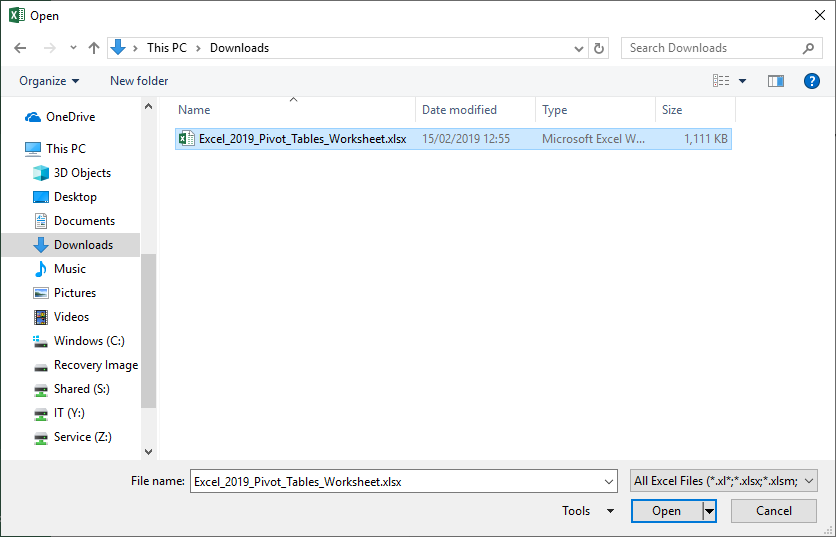 Open
This PC > Downloads
Search Downloads
Organize
New folder
?
Name
Date modified
Type
Size
Excel_2019_Pivot_Tables_Worksheet.xlsx 15/02/2019 12:55 Microsoft Excel W... 1,111 KB
OneDrive
This PC
3D Objects
Desktop
Documents
Downloads
Music
Pictures
Videos
Windows (C:)
Recovery Image
Shared (S:)
IT (Y:)
Service (Z:)
File name: Excel_2019_Pivot_Tables_Worksheet.xlsx
All Excel Files (*.xl*;*.xlsx;*.xlsm;
Tools
Open
Cancel